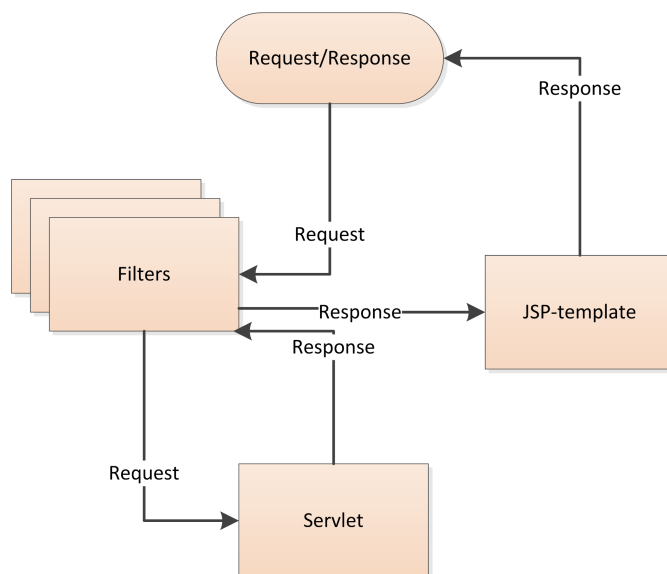 Request/Response
Response
Request
Filters
Response
JSP-template
Response
Request
Servlet